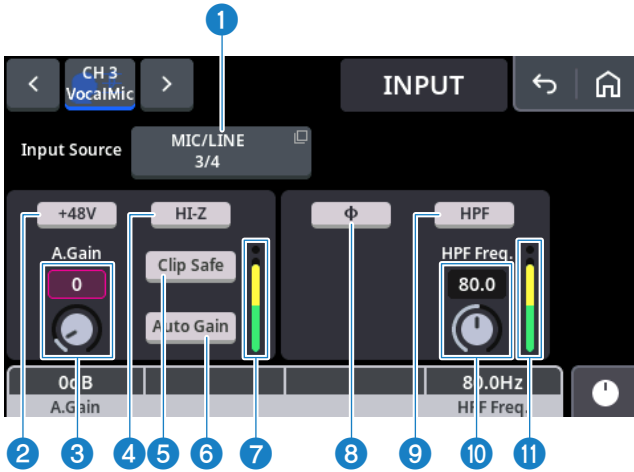 1
CH 3
VocalMic
INPUT
Input Source
MIC/LINE
3/4
+48V
HI-Z
Φ
HPF
A.Gain
Clip Safe
HPF Freq.
0
80.0
Auto Gain
0dB
80.0Hz
A.Gain
HPF Freq.
2 3 4 5 6 7 8 9 10 11